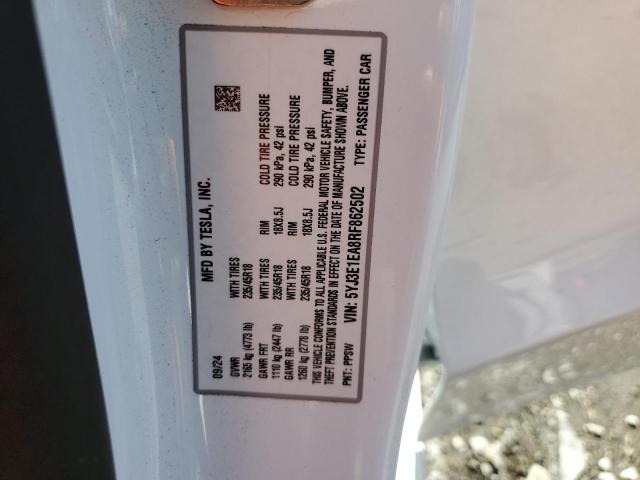 MFD BY TESLA, INC.
09/24
GVWR WITH TIRES RIM COLD TIRE PRESSURE
2165 kg (4773 lb) 235/45R18 18X8.5J 290 kPa, 42 psi
GAWR FRT WITH TIRES RIM COLD TIRE PRESSURE
1110 kg (2447 lb) 235/45R18 18X8.5J 290 kPa, 42 psi
GAWR RR
1260 kg (2778 lb) 235/45R18
THIS VEHICLE CONFORMS TO ALL APPLICABLE U.S. FEDERAL MOTOR VEHICLE SAFETY, BUMPER, AND
THEFT PREVENTION STANDARDS IN EFFECT ON THE DATE OF MANUFACTURE SHOWN ABOVE.
VIN: 5YJ3E1EA8RF862502
PNT: PPSW TYPE: PASSENGER CAR